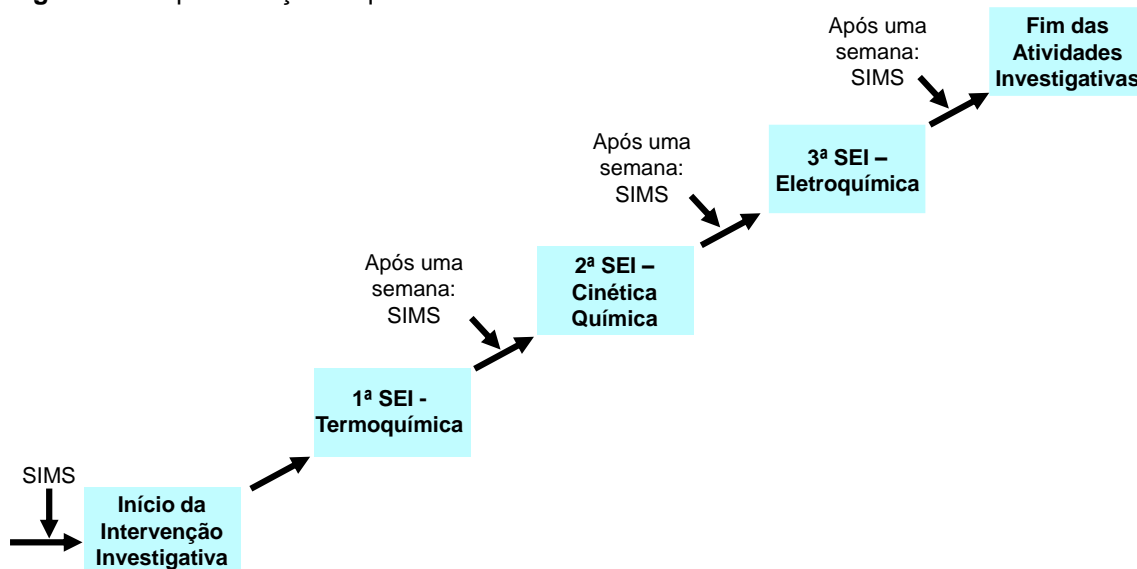 Após uma
semana:
SIMS
Fim das
Atividades
Investigativas
Após uma
semana:
SIMS
3ª SEI –
Eletroquímica
Após uma
semana:
SIMS
2ª SEI –
Cinética
Química
1ª SEI -
Termoquímica
SIMS
Início da
Intervenção
Investigativa